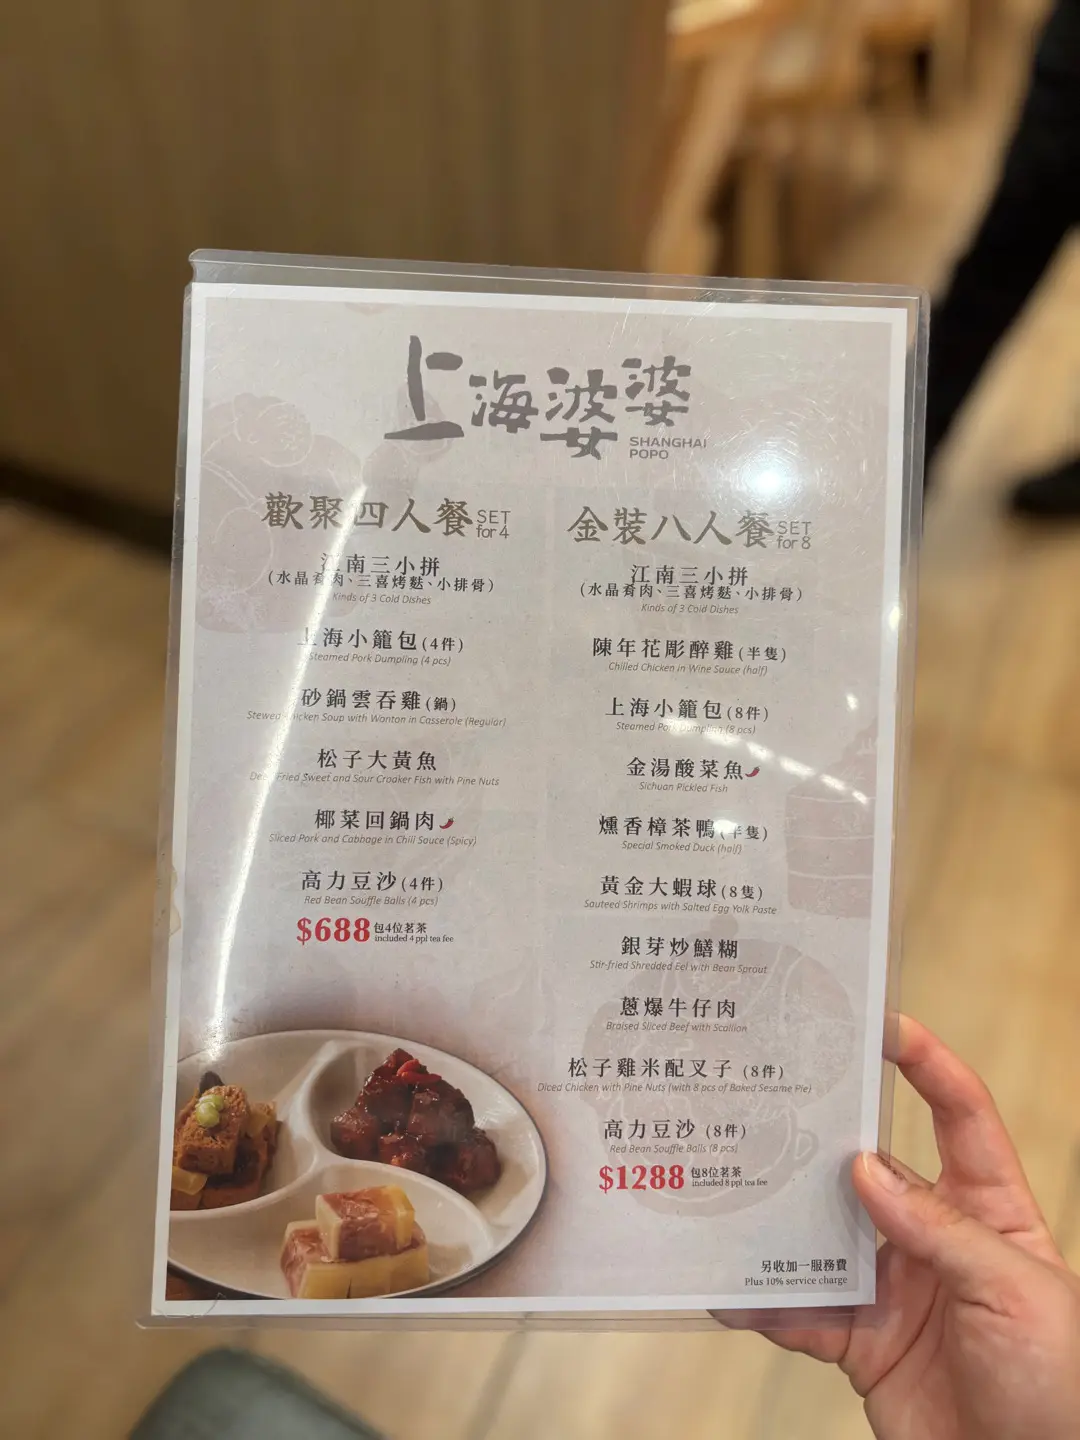 上海婆婆
SHANGHAI
POPO
歡聚四人餐 SET for 4
江南三小拼
(水晶肴肉、三喜烤麩、小排骨)
Kinds of 3 Cold Dishes
上海小籠包(4件)
Steamed Pork Dumpling (4 pcs)
砂鍋雲吞雞(鍋)
Stewed Chicken Soup with Wonton in Casserole (Regular)
松子大黃魚
Deep Fried Sweet and Sour Croaker Fish with Pine Nuts
椰菜回鍋肉
Sliced Pork and Cabbage in Chili Sauce (Spicy)
高力豆沙(4件)
Red Bean Souffle Balls (4 pcs)
$688 包4位茗茶
included 4 ppl tea fee
金裝八人餐 SET for 8
江南三小拼
(水晶肴肉、三喜烤麩、小排骨)
Kinds of 3 Cold Dishes
陳年花彫醉雞(半隻)
Chilled Chicken in Wine Sauce (half)
上海小籠包(8件)
Steamed Pork Dumpling (8 pcs)
金湯酸菜魚
Sichuan Pickled Fish
燻香樟茶鴨(半隻)
Special Smoked Duck (half)
黃金大蝦球(8隻)
Sauteed Shrimps with Salted Egg Yolk Paste
銀芽炒鱔糊
Stir-fried Shredded Eel with Bean Sprout
蔥爆牛仔肉
Braised Sliced Beef with Scallion
松子雞米配叉子 (8件)
Diced Chicken with Pine Nuts (with 8 pcs of Baked Sesame Pie)
高力豆沙 (8件)
Red Bean Souffle Balls (8 pcs)
$1288 包8位茗茶
included 8 ppl tea fee
另收加一服務費
Plus 10% service charge